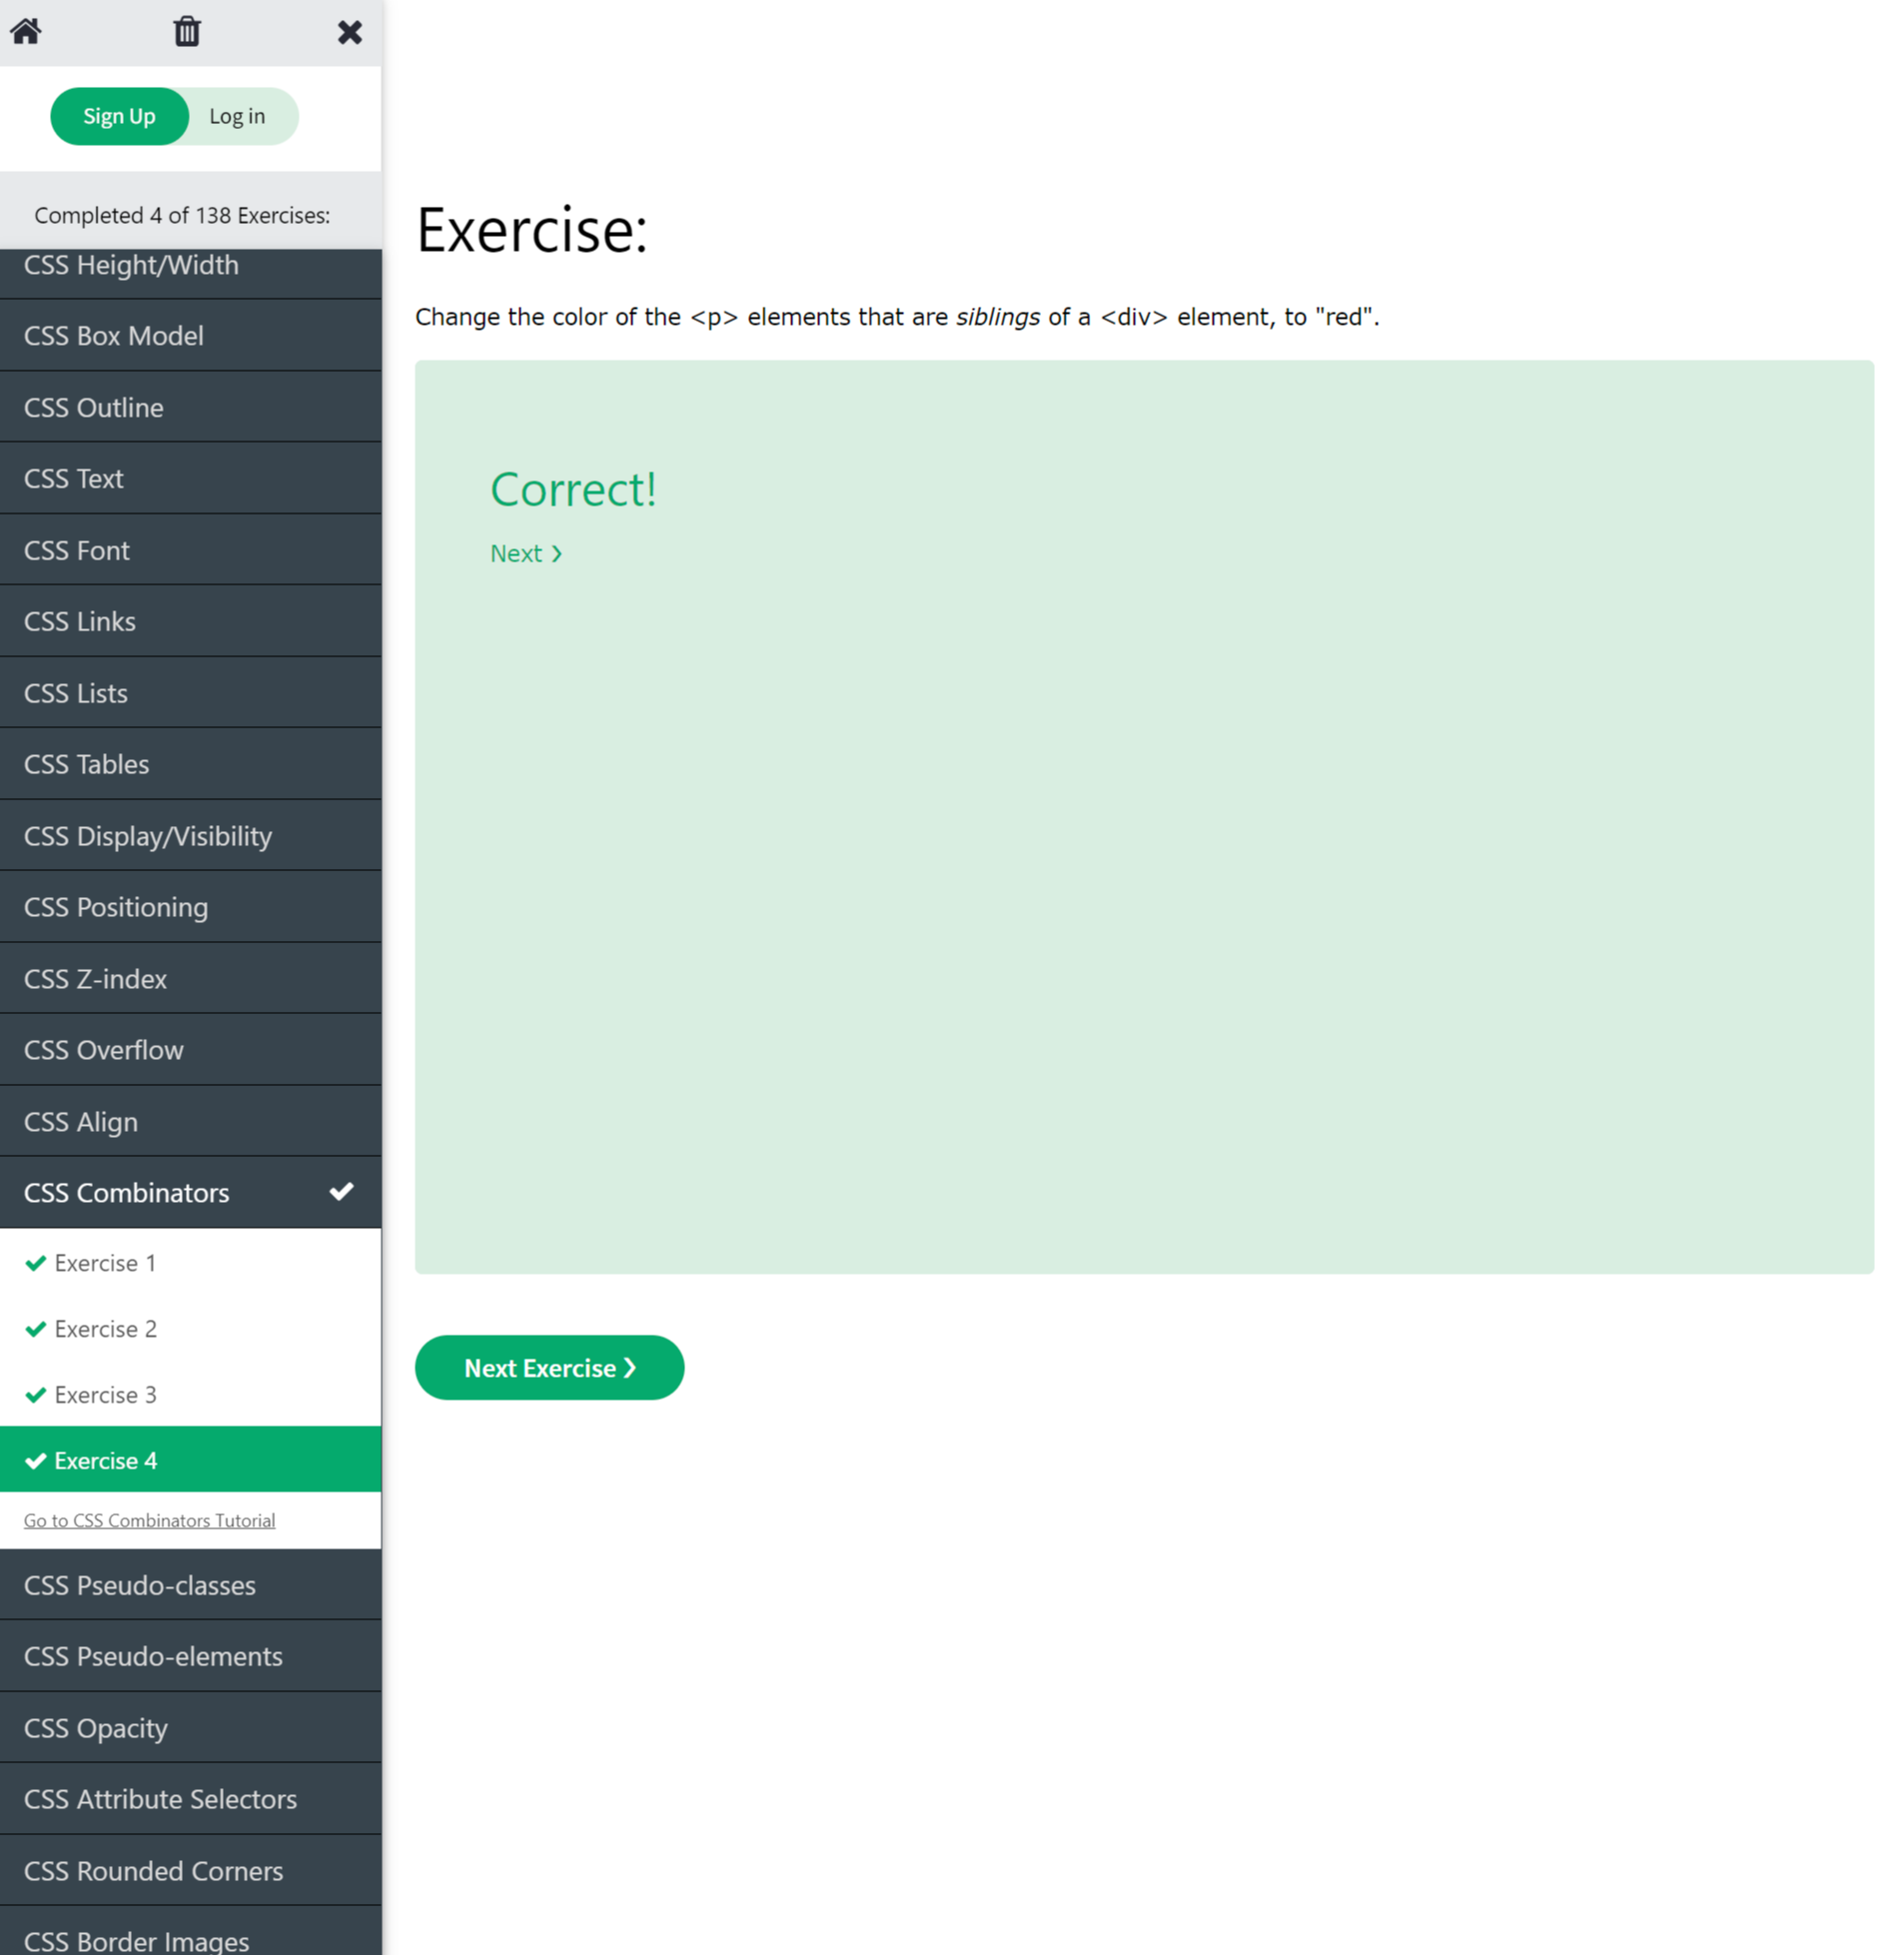 Sign Up Log in
Completed 4 of 138 Exercises:
CSS Height/Width
CSS Box Model
CSS Outline
CSS Text
CSS Font
CSS Links
CSS Lists
CSS Tables
CSS Display/Visibility
CSS Positioning
CSS Z-index
CSS Overflow
CSS Align
CSS Combinators
Exercise 1
Exercise 2
Exercise 3
Exercise 4
Go to CSS Combinators Tutorial
CSS Pseudo-classes
CSS Pseudo-elements
CSS Opacity
CSS Attribute Selectors
CSS Rounded Corners
CSS Border Images
Exercise:
Change the color of the <p> elements that are siblings of a <div> element, to "red".
Correct!
Next ❯
Next Exercise ❯